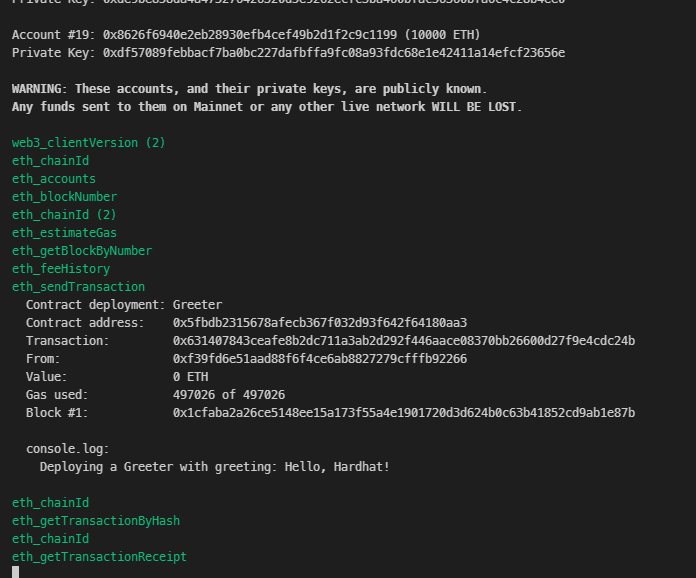 Account #19: 0x8626f6940e2eb28930efb4cef49b2d1f2c9c1199 (10000 ETH)
Private Key: 0xdf57089febbacf7ba0bc227dafbffa9fc08a93fdc68e1e42411a14efcf23656e
WARNING: These accounts, and their private keys, are publicly known.
Any funds sent to them on Mainnet or any other live network WILL BE LOST.
web3_clientVersion (2)
eth_chainId
eth_accounts
eth_blockNumber
eth_chainId (2)
eth_estimateGas
eth_getBlockByNumber
eth_feeHistory
eth_sendTransaction
Contract deployment: Greeter
Contract address: 0x5fbdb2315678afecb367f032d93f642f64180aa3
Transaction: 0x631407843ceafe8b2dc711a3ab2d292f446aace08370bb26600d27f9e4cdc24b
From: 0xf39fd6e51aad88f6f4ce6ab8827279cfffb92266
Value: 0 ETH
Gas used: 497026 of 497026
Block #1: 0x1cfaba2a26ce5148ee15a173f55a4e1901720d3d624b0c63b41852cd9ab1e87b
console.log:
Deploying a Greeter with greeting: Hello, Hardhat!
eth_chainId
eth_getTransactionByHash
eth_chainId
eth_getTransactionReceipt